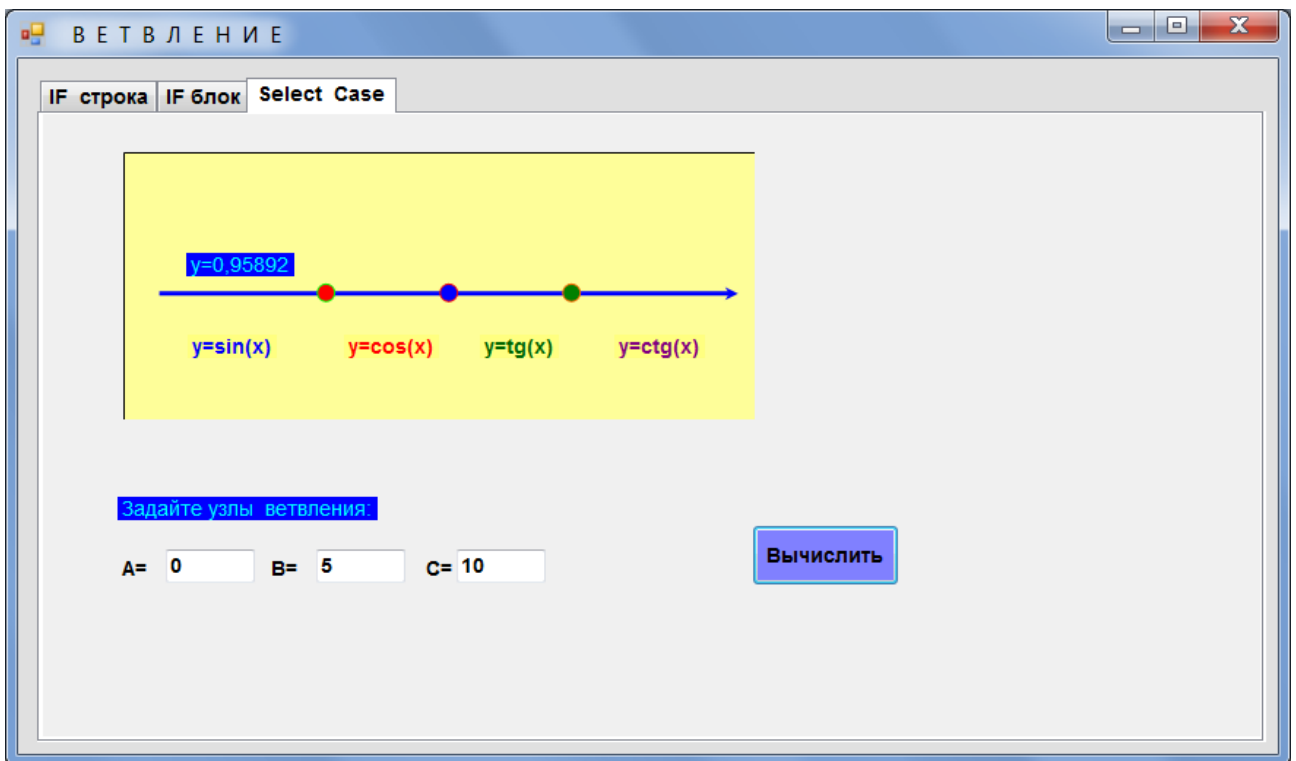 ВЕТВЛЕНИЕ
IF строка IF блок Select Case
y=0,95892
y=sin(x) y=cos(x) y=tg(x) y=ctg(x)
Задайте узлы ветвления:
A= 0 B= 5 C= 10
Вычислить